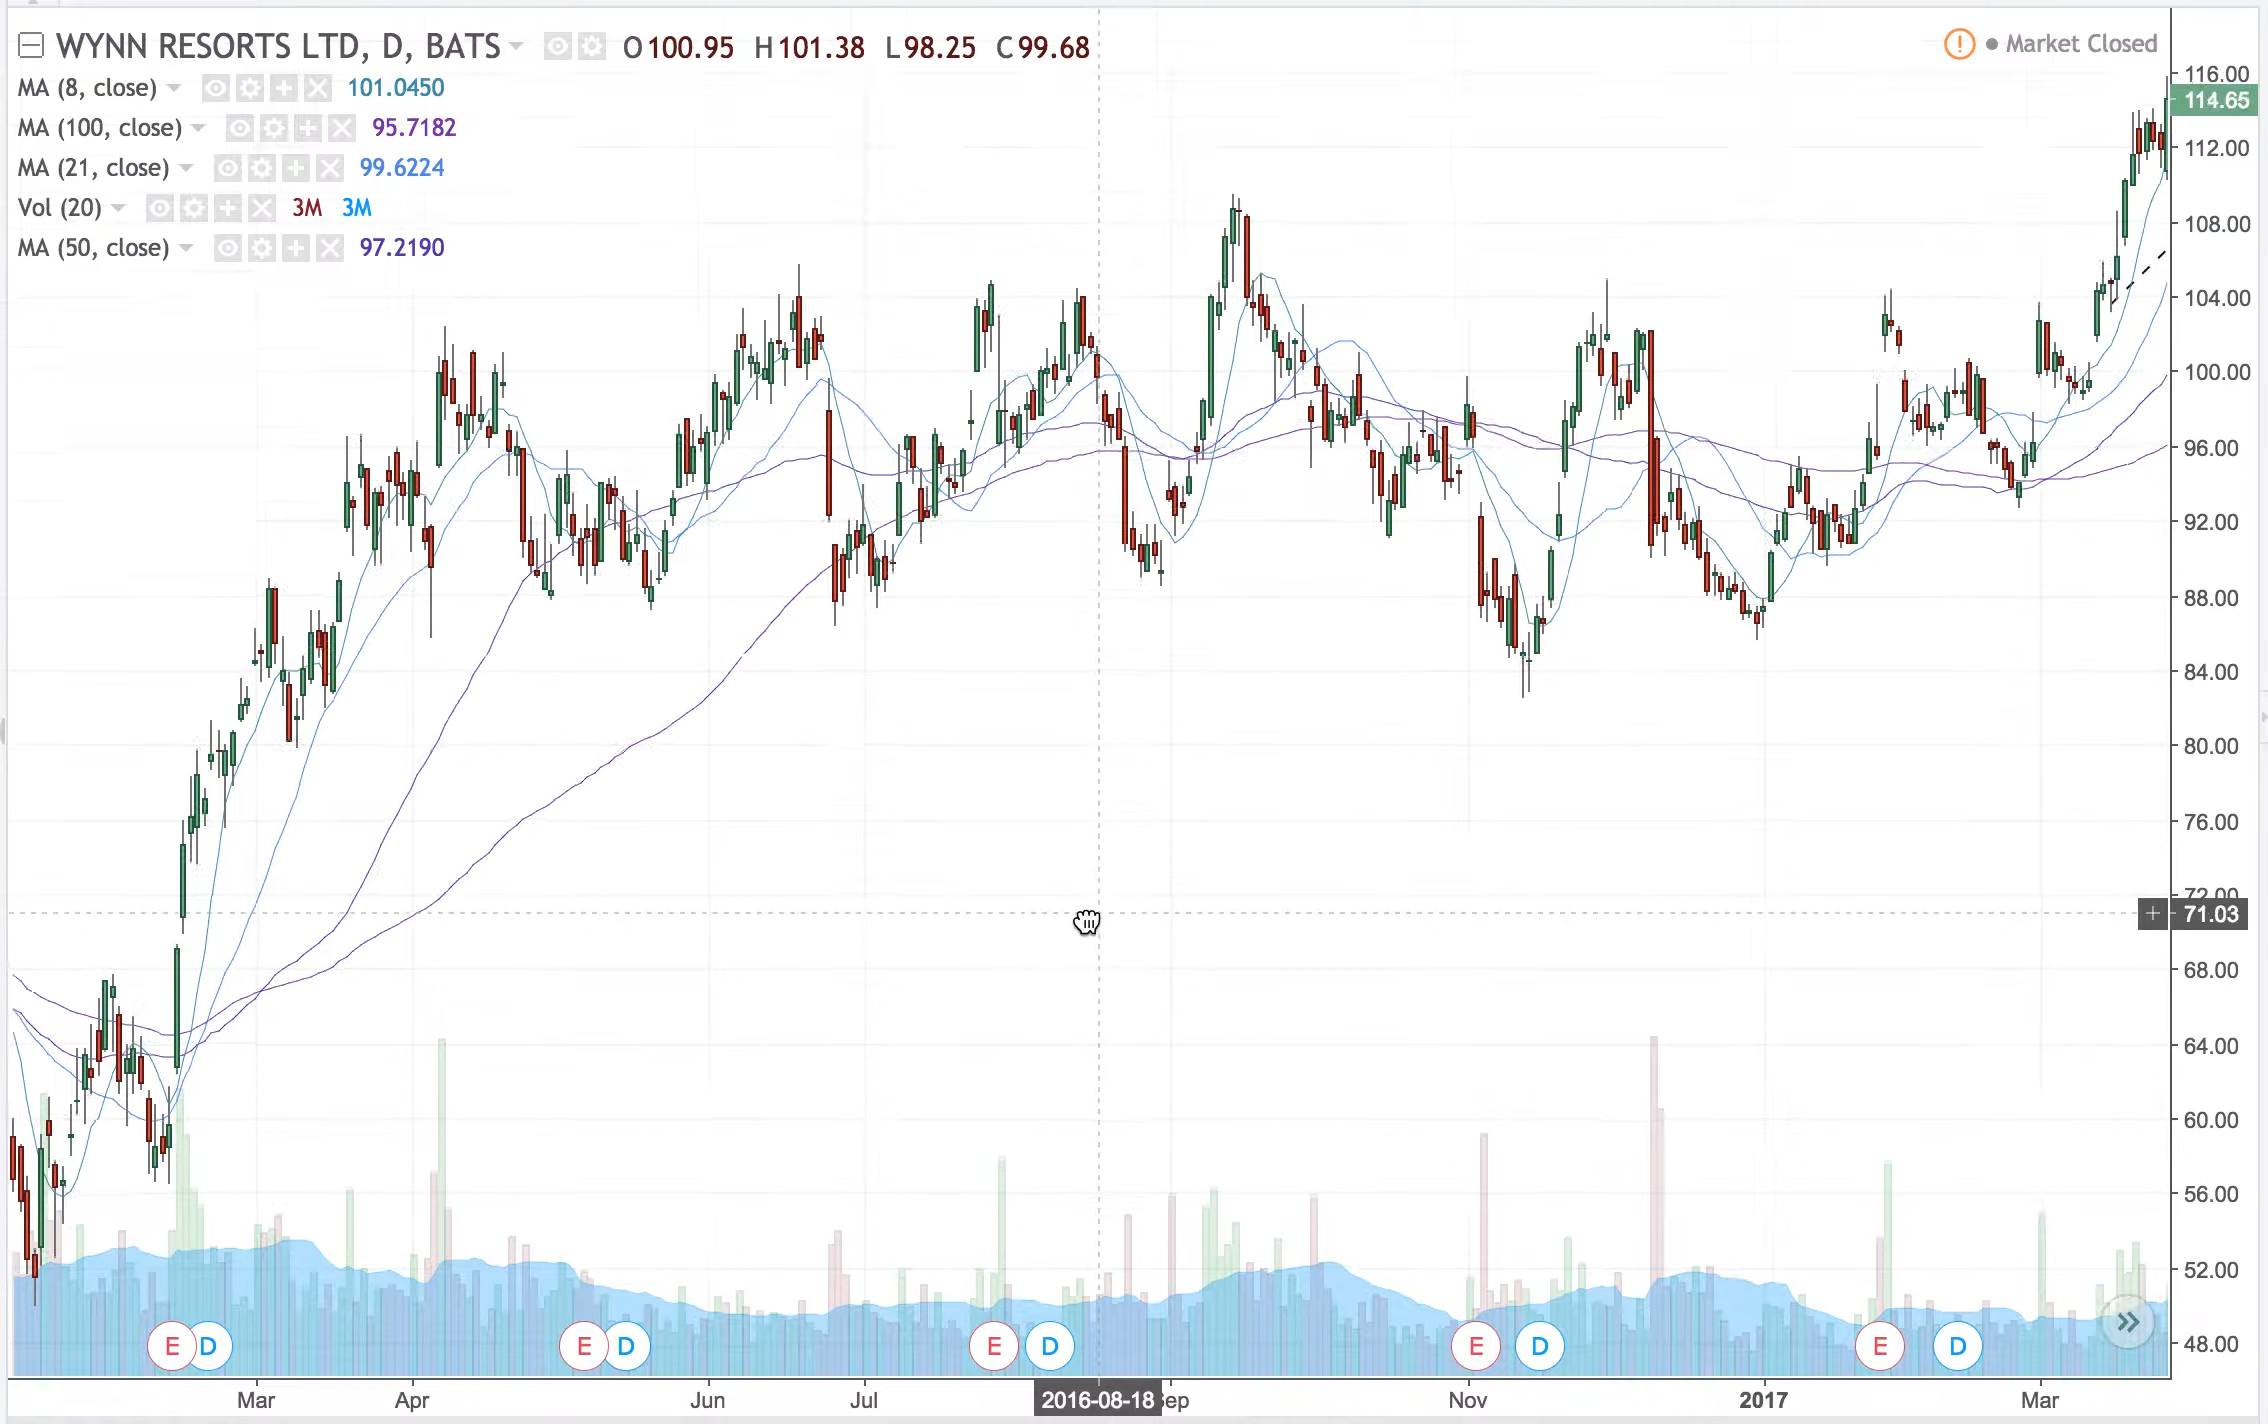 WYNN RESORTS LTD, D, BATS O100.95 H101.38 L98.25 C99.68
Market Closed
MA (8, close) 101.0450
MA (100, close) 95.7182
MA (21, close) 99.6224
Vol (20) 3M 3M
MA (50, close) 97.2190
116.00
114.65
112.00
108.00
104.00
100.00
96.00
92.00
88.00
84.00
80.00
76.00
72.00
71.03
68.00
64.00
60.00
56.00
52.00
48.00
E D E D E D E D E D
Mar Apr Jun Jul 2016-08-18 Sep Nov 2017 Mar